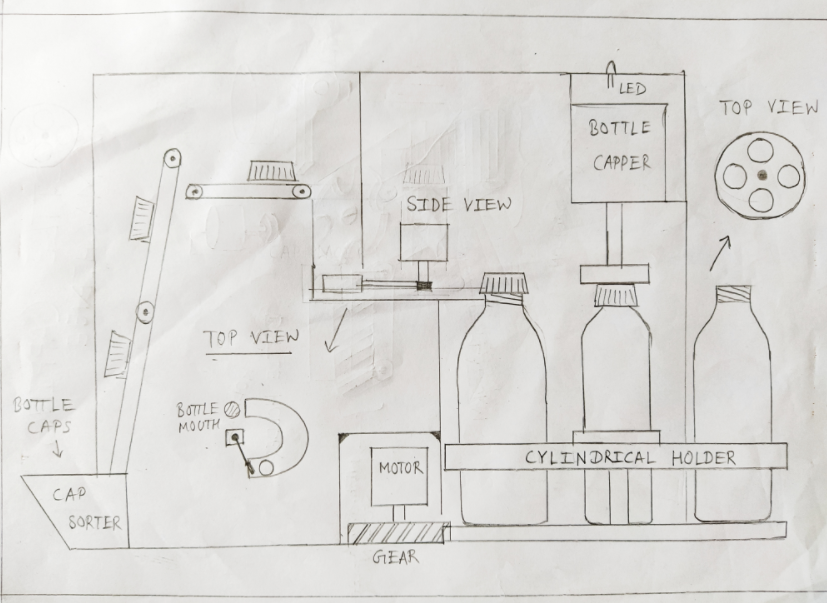 LED
BOTTLE
CAPPER
TOP VIEW
SIDE VIEW
TOP VIEW
BOTTLE
CAPS
BOTTLE
MOUTH
CAP
SORTER
MOTOR
CYLINDRICAL HOLDER
GEAR